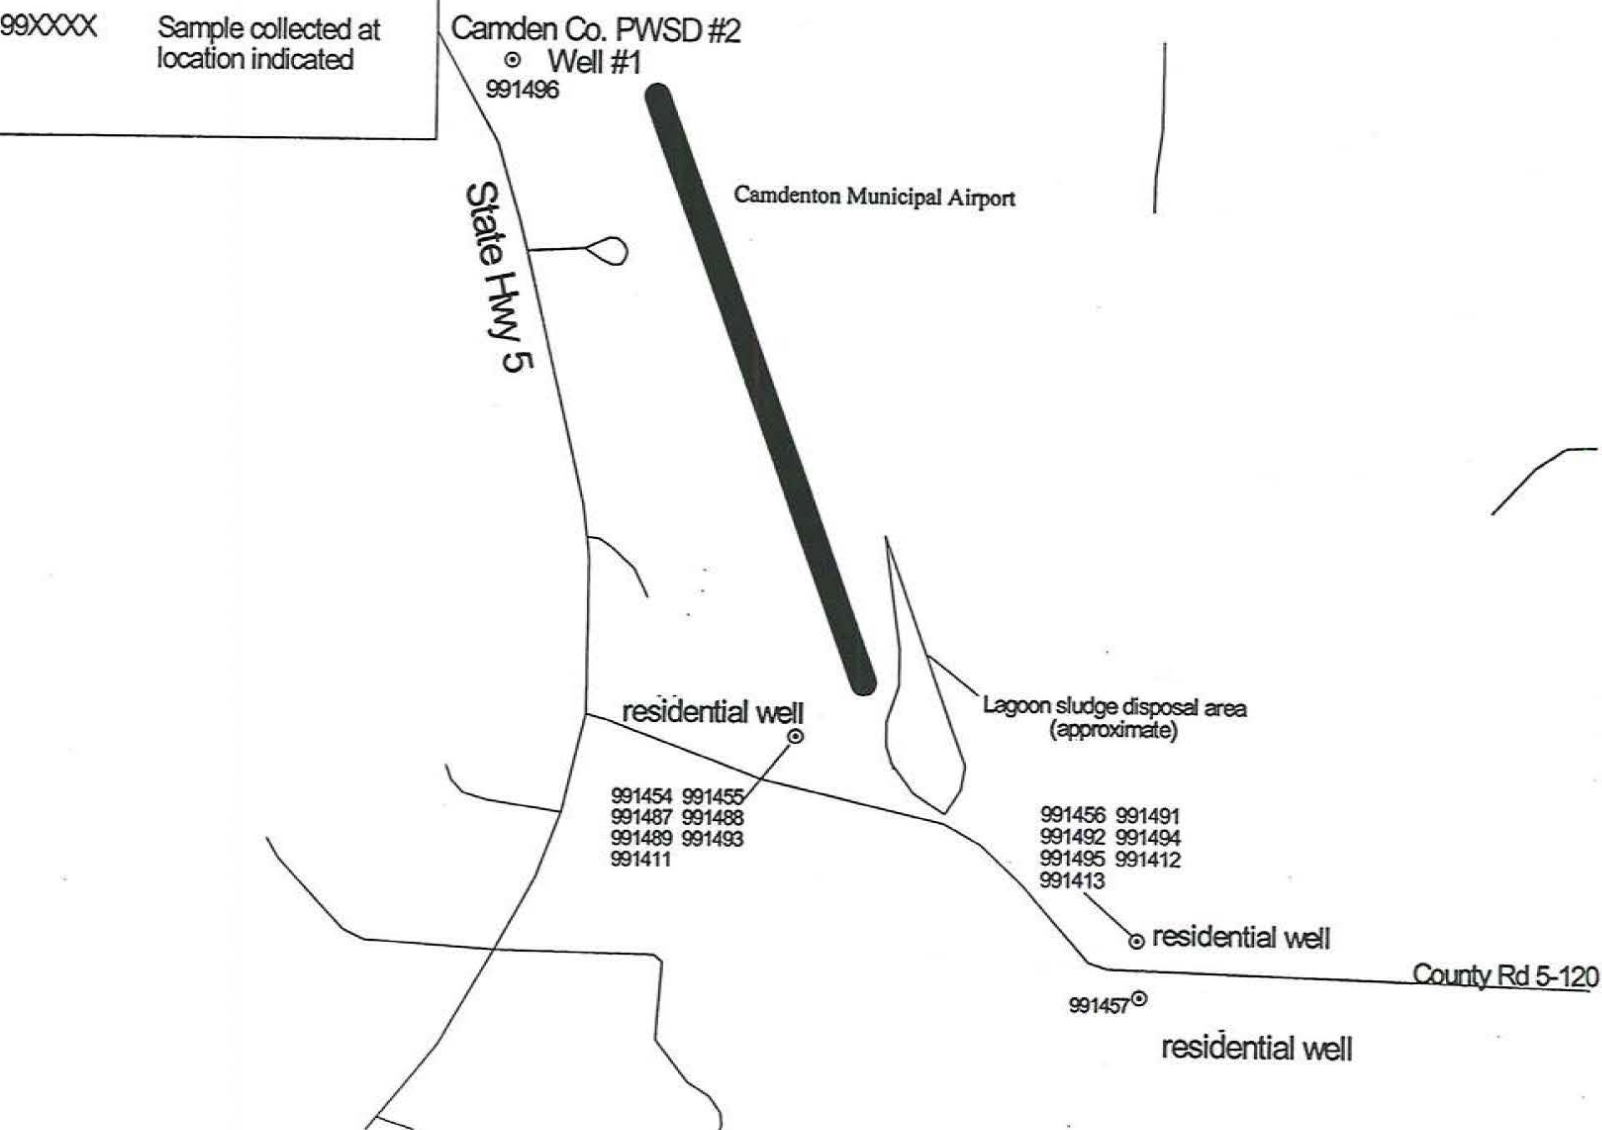 99XXXX Sample collected at
location indicated
Camden Co. PWSD #2
Well #1
991496
Camdenton Municipal Airport
State Hwy 5
residential well
Lagoon sludge disposal area
(approximate)
991454 991455
991487 991488
991489 991493
991411
991456 991491
991492 991494
991495 991412
991413
residential well
County Rd 5-120
991457
residential well